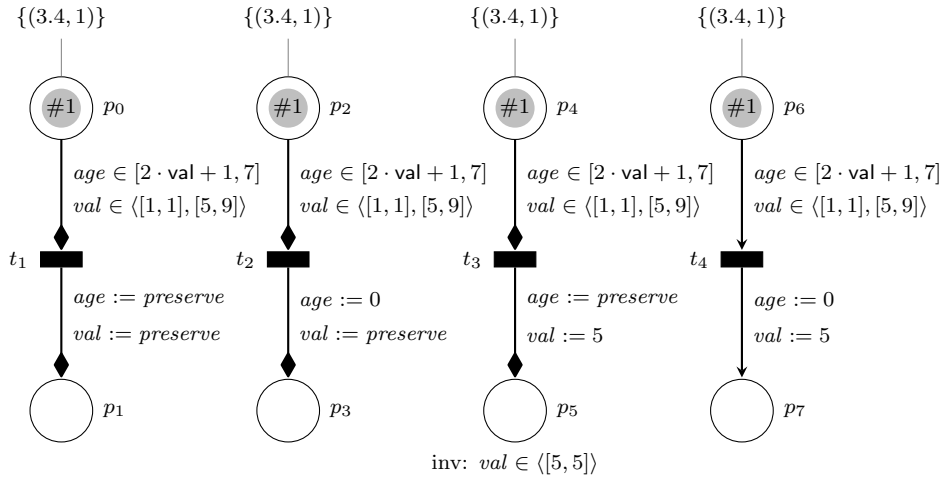 {(3.4, 1)} {(3.4, 1)} {(3.4, 1)} {(3.4, 1)}
#1 p₀ #1 p₂ #1 p₄ #1 p₆
age ∈ [2 · val + 1, 7] age ∈ [2 · val + 1, 7] age ∈ [2 · val + 1, 7] age ∈ [2 · val + 1, 7]
val ∈ ⟨[1, 1], [5, 9]⟩ val ∈ ⟨[1, 1], [5, 9]⟩ val ∈ ⟨[1, 1], [5, 9]⟩ val ∈ ⟨[1, 1], [5, 9]⟩
t₁ t₂ t₃ t₄
age := preserve age := 0 age := preserve age := 0
val := preserve val := preserve val := 5 val := 5
p₁ p₃ p₅ p₇
inv: val ∈ ⟨[5, 5]⟩